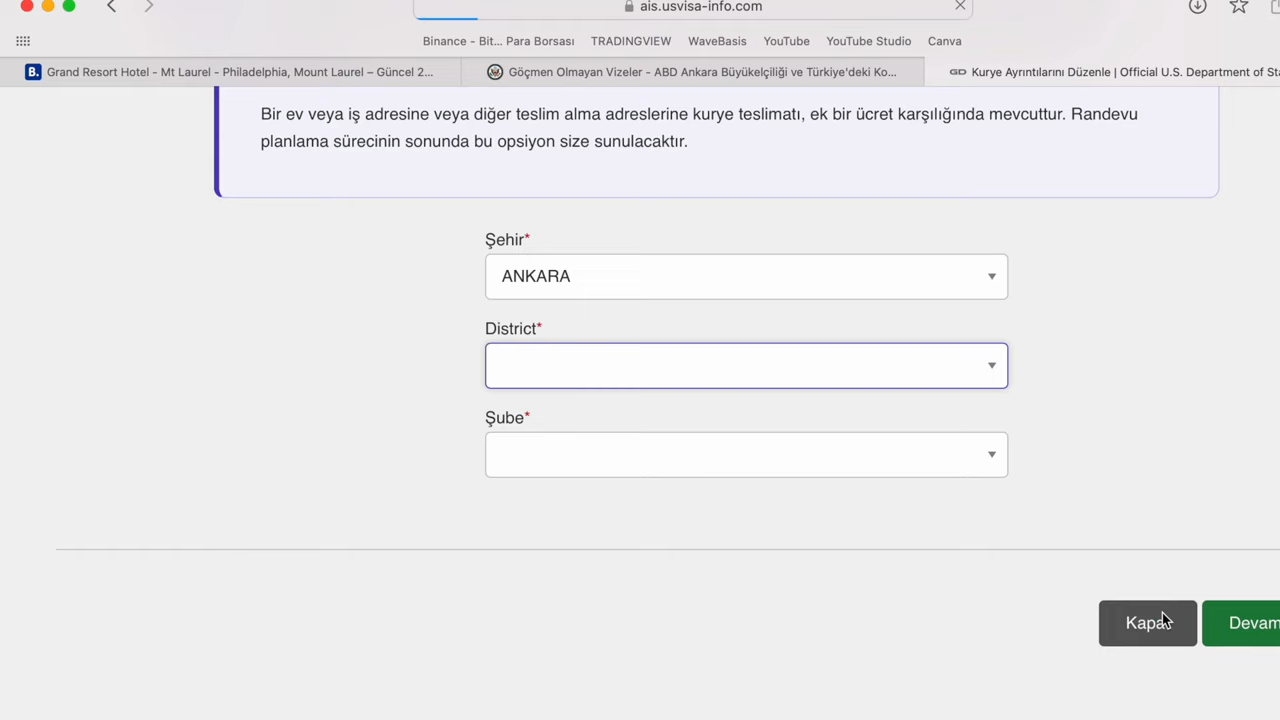 ais.usvisa-info.com
Binance - Bit... Para Borsası TRADINGVIEW WaveBasis YouTube YouTube Studio Canva
B. Grand Resort Hotel - Mt Laurel - Philadelphia, Mount Laurel – Güncel 2... Göçmen Olmayan Vizeler - ABD Ankara Büyükelçiliği ve Türkiye'deki Ko... Kurye Ayrıntılarını Düzenle | Official U.S. Department of Sta
Bir ev veya iş adresine veya diğer teslim alma adreslerine kurye teslimatı, ek bir ücret karşılığında mevcuttur. Randevu
planlama sürecinin sonunda bu opsiyon size sunulacaktır.
Şehir*
ANKARA
District*
Şube*
Kapat Devam